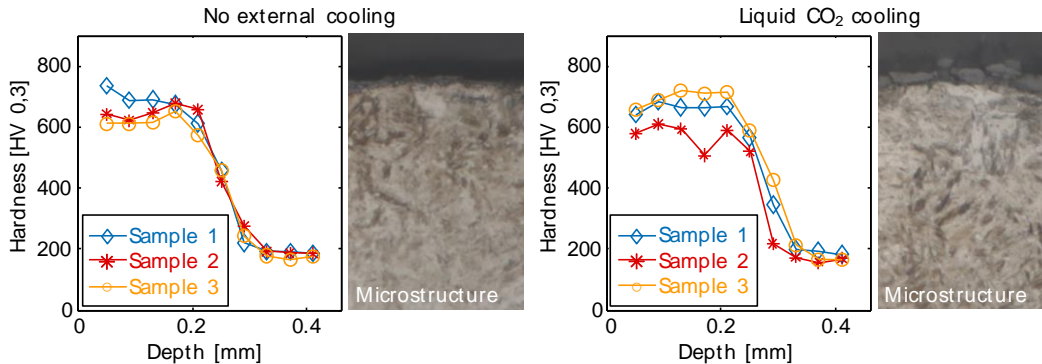 No external cooling
Hardness [HV 0,3]
800
600
400
200
0
Sample 1
Sample 2
Sample 3
0
0.2
0.4
Depth [mm]
Microstructure
Liquid CO₂ cooling
Hardness [HV 0,3]
800
600
400
200
0
Sample 1
Sample 2
Sample 3
0
0.2
0.4
Depth [mm]
Microstructure